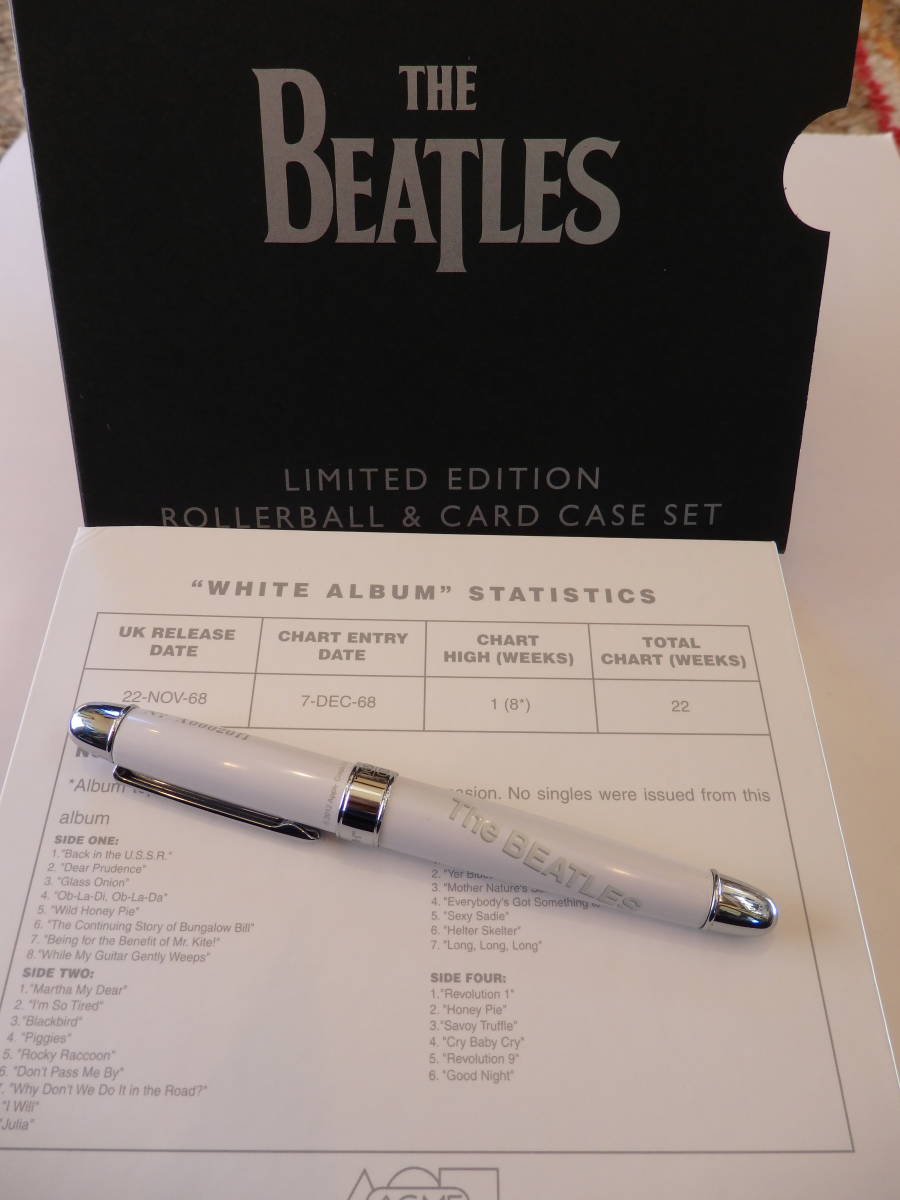 THE
BEATLES
LIMITED EDITION
ROLLERBALL & CARD CASE SET
"WHITE ALBUM" STATISTICS
UK RELEASE DATE
CHART ENTRY DATE
CHART HIGH (WEEKS)
TOTAL CHART (WEEKS)
22-NOV-68
7-DEC-68
1 (8*)
22
*Album
No singles were issued from this
album
The BEATLES
SIDE ONE:
1."Back in the U.S.S.R."
2. "Dear Prudence"
3. "Glass Onion"
4. "Ob-La-Di, Ob-La-Da"
5. "Wild Honey Pie"
6. "The Continuing Story of Bungalow Bill"
7. "Being for the Benefit of Mr. Kite!"
8."While My Guitar Gently Weeps"
SIDE TWO:
1."Martha My Dear"
2. "I'm So Tired"
3."Blackbird"
4. "Piggies"
5. "Rocky Raccoon"
6. "Don't Pass Me By"
7. "Why Don't We Do It in the Road?"
"I Will"
"Julia"
2. "Yer
3. "Mother Nature's
4. "Everybody's Got Something
5. "Sexy Sadie"
6. "Helter Skelter"
7. "Long, Long, Long"
SIDE FOUR:
1."Revolution 1"
2. "Honey Pie"
3."Savoy Truffle"
4. "Cry Baby Cry"
5. "Revolution 9"
6. "Good Night"
ACME